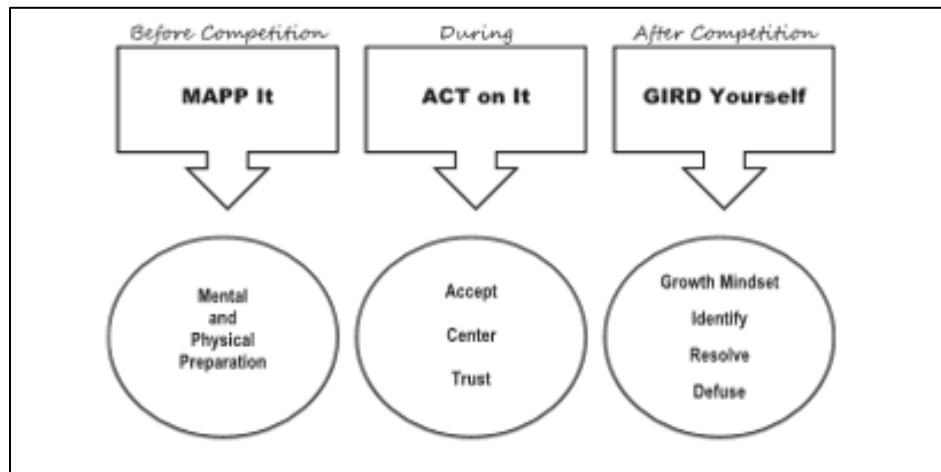 Before Competition
During
After Competition
MAPP It
ACT on It
GIRD Yourself
Mental
and
Physical
Preparation
Accept
Center
Trust
Growth Mindset
Identify
Resolve
Defuse